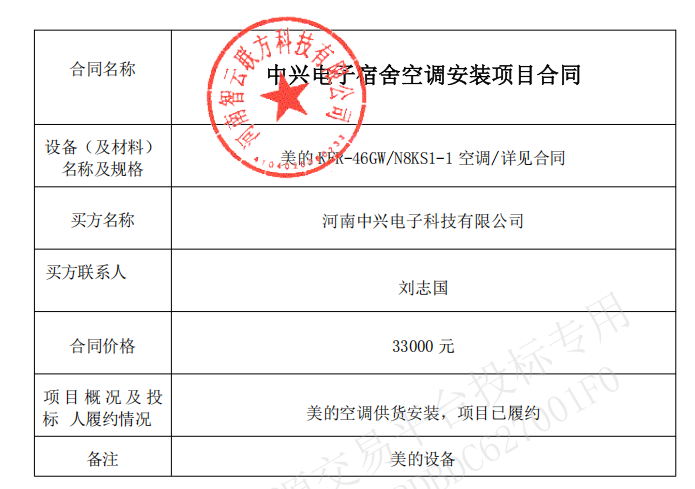 合同名称
中兴电子宿舍空调安装项目合同
河南智云联方科技有限公司
设备（及材料）
名称及规格
美的 KFR-46GW/N8KS1-1 空调/详见合同
买方名称
河南中兴电子科技有限公司
买方联系人
刘志国
合同价格
33000 元
项 目 概 况 及 投
标 人履约情况
美的空调供货安装，项目已履约
备注
美的设备
源交易平台投标专用
C627001F0